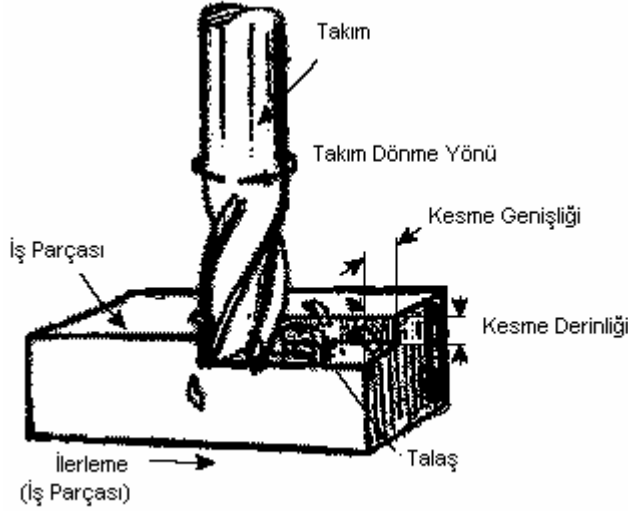 Takım
Takım Dönme Yönü
Kesme Genişliği
İş Parçası
Kesme Derinliği
Talaş
İlerleme
(İş Parçası)